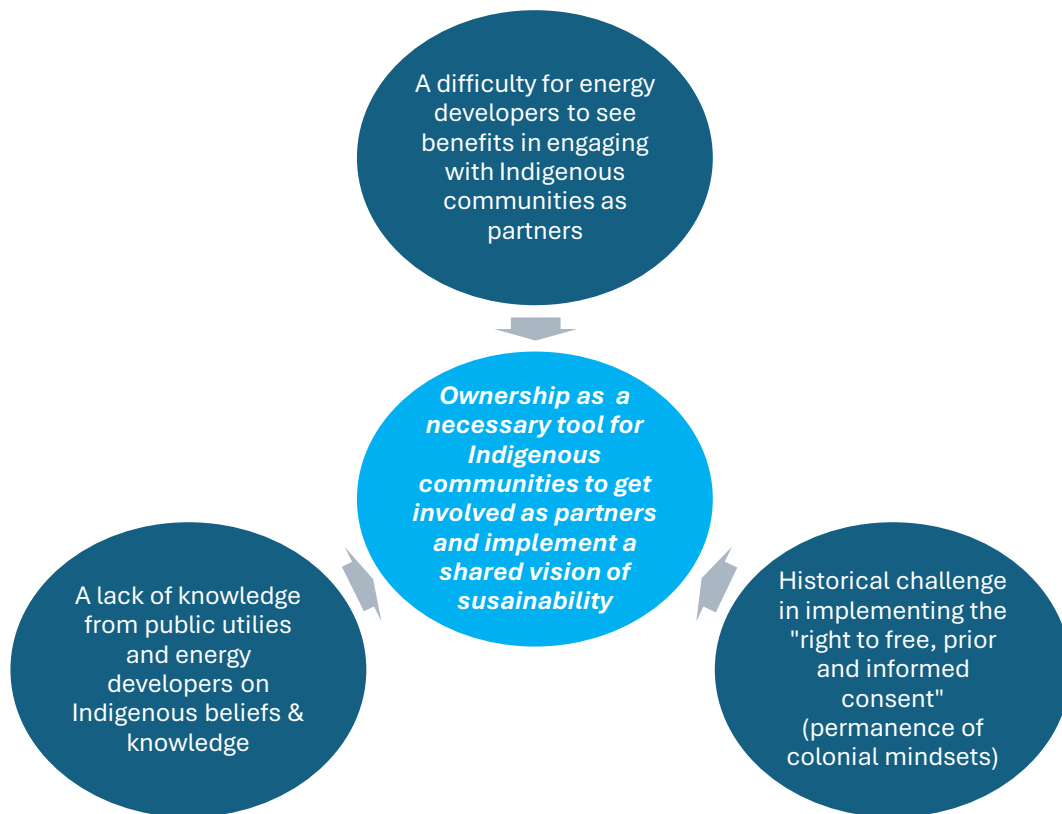 A difficulty for energy
developers to see
benefits in engaging
with Indigenous
communities as
partners
Ownership as a
necessary tool for
Indigenous
communities to get
involved as partners
and implement a
shared vision of
susainability
A lack of knowledge
from public utilies
and energy
developers on
Indigenous beliefs &
knowledge
Historical challenge
in implementing the
"right to free, prior
and informed
consent"
(permanence of
colonial mindsets)